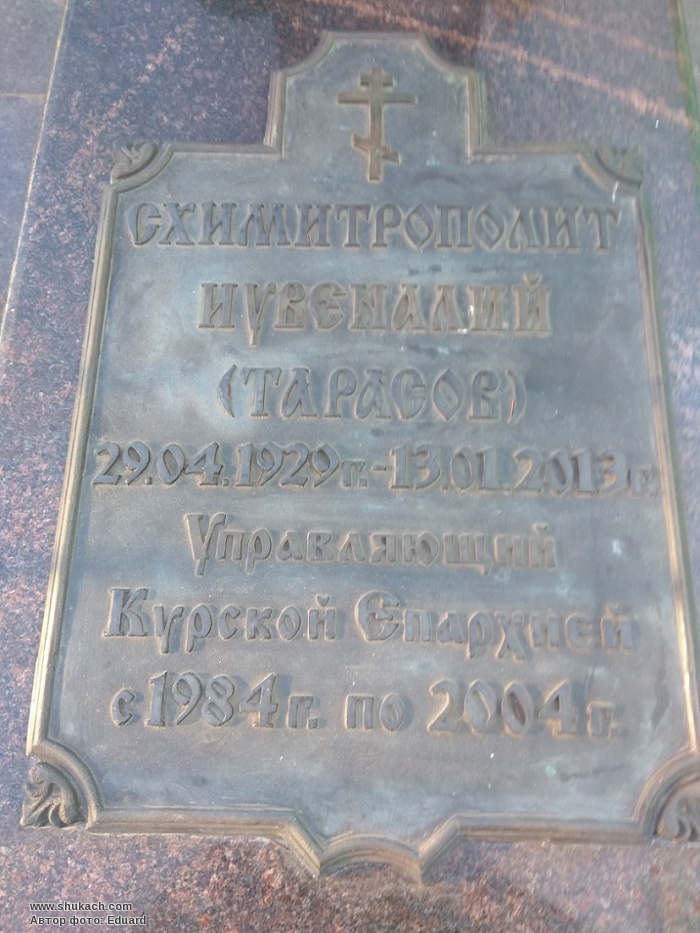 СХИМИТРОПОЛИТ
ИУВЕНАЛИЙ
(ТАРАСОВ)
29.04.1929г.-13.01.2013г.
Управляющий
Курской Епархией
с 1984г. по 2004г.
www.shukach.com
Автор фото: Eduard